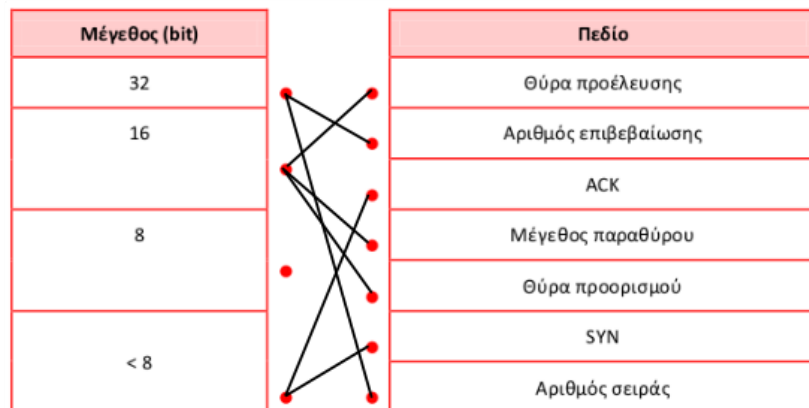 Μέγεθος (bit)
Πεδίο
32
Θύρα προέλευσης
16
Αριθμός επιβεβαίωσης
ACK
8
Μέγεθος παραθύρου
Θύρα προορισμού
< 8
SYN
Αριθμός σειράς